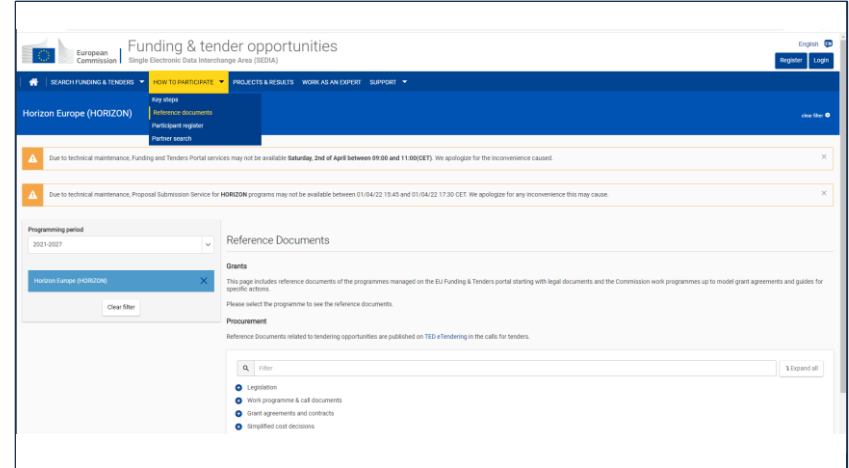 European
Commission
Funding & tender opportunities
Single Electronic Data Interchange Area (SEDIA)
English EN
Register Login
SEARCH FUNDING & TENDERS HOW TO PARTICIPATE PROJECTS & RESULTS WORK AS AN EXPERT SUPPORT
Key steps
Reference documents
Participant register
Partner search
Horizon Europe (HORIZON)
clear filter
Due to technical maintenance, Funding and Tenders Portal services may not be available Saturday, 2nd of April between 09:00 and 11:00(CET). We apologize for the inconvenience caused.
Due to technical maintenance, Proposal Submission Service for HORIZON programs may not be available between 01/04/22 15:45 and 01/04/22 17:30 CET. We apologize for any inconvenience this may cause.
Programming period
2021-2027
Horizon Europe (HORIZON)
Clear filter
Reference Documents
Grants
This page includes reference documents of the programmes managed on the EU Funding & Tenders portal starting with legal documents and the Commission work programmes up to model grant agreements and guides for
specific actions.
Please select the programme to see the reference documents.
Procurement
Reference Documents related to tendering opportunities are published on TED eTendering in the calls for tenders.
Filter
Expand all
Legislation
Work programme & call documents
Grant agreements and contracts
Simplified cost decisions